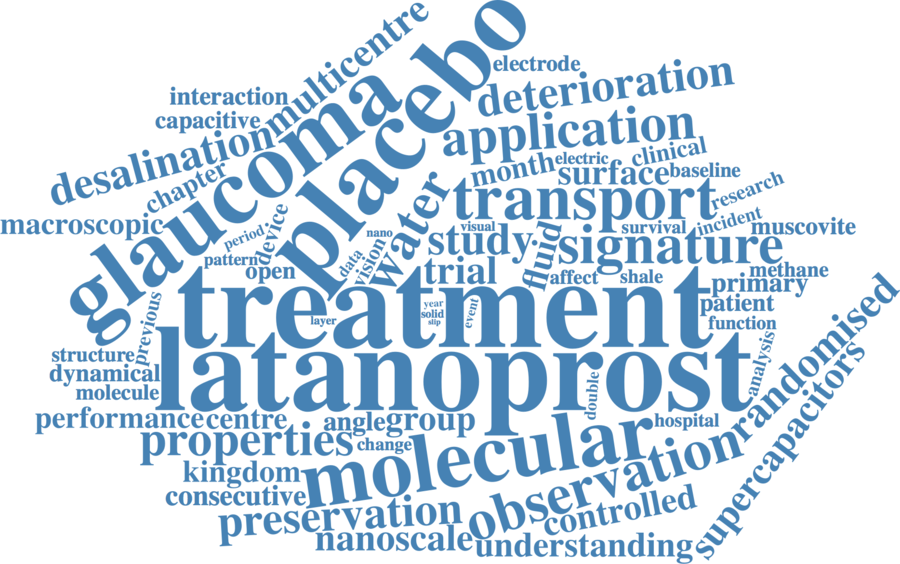 placebo
electrode
multicentre
deterioration
interaction
capacitive
desalination
glaucoma
application
chapter
month
electric
clinical
surface
baseline
macroscopic
transport
research
device
water
period
nano
visual
survival
incident
muscovite
pattern
data
vision
study
fluid
signature
open
trial
affect
shale
methane
primary
previous
treatment
year
solid
slip
event
layer
patient
function
structure
dynamical
molecule
latanoprost
double
analysis
randomised
performance
centre
angle
group
hospital
supercapacitors
properties
change
molecular
observation
kingdom
consecutive
preservation
controlled
nanoscale
understanding